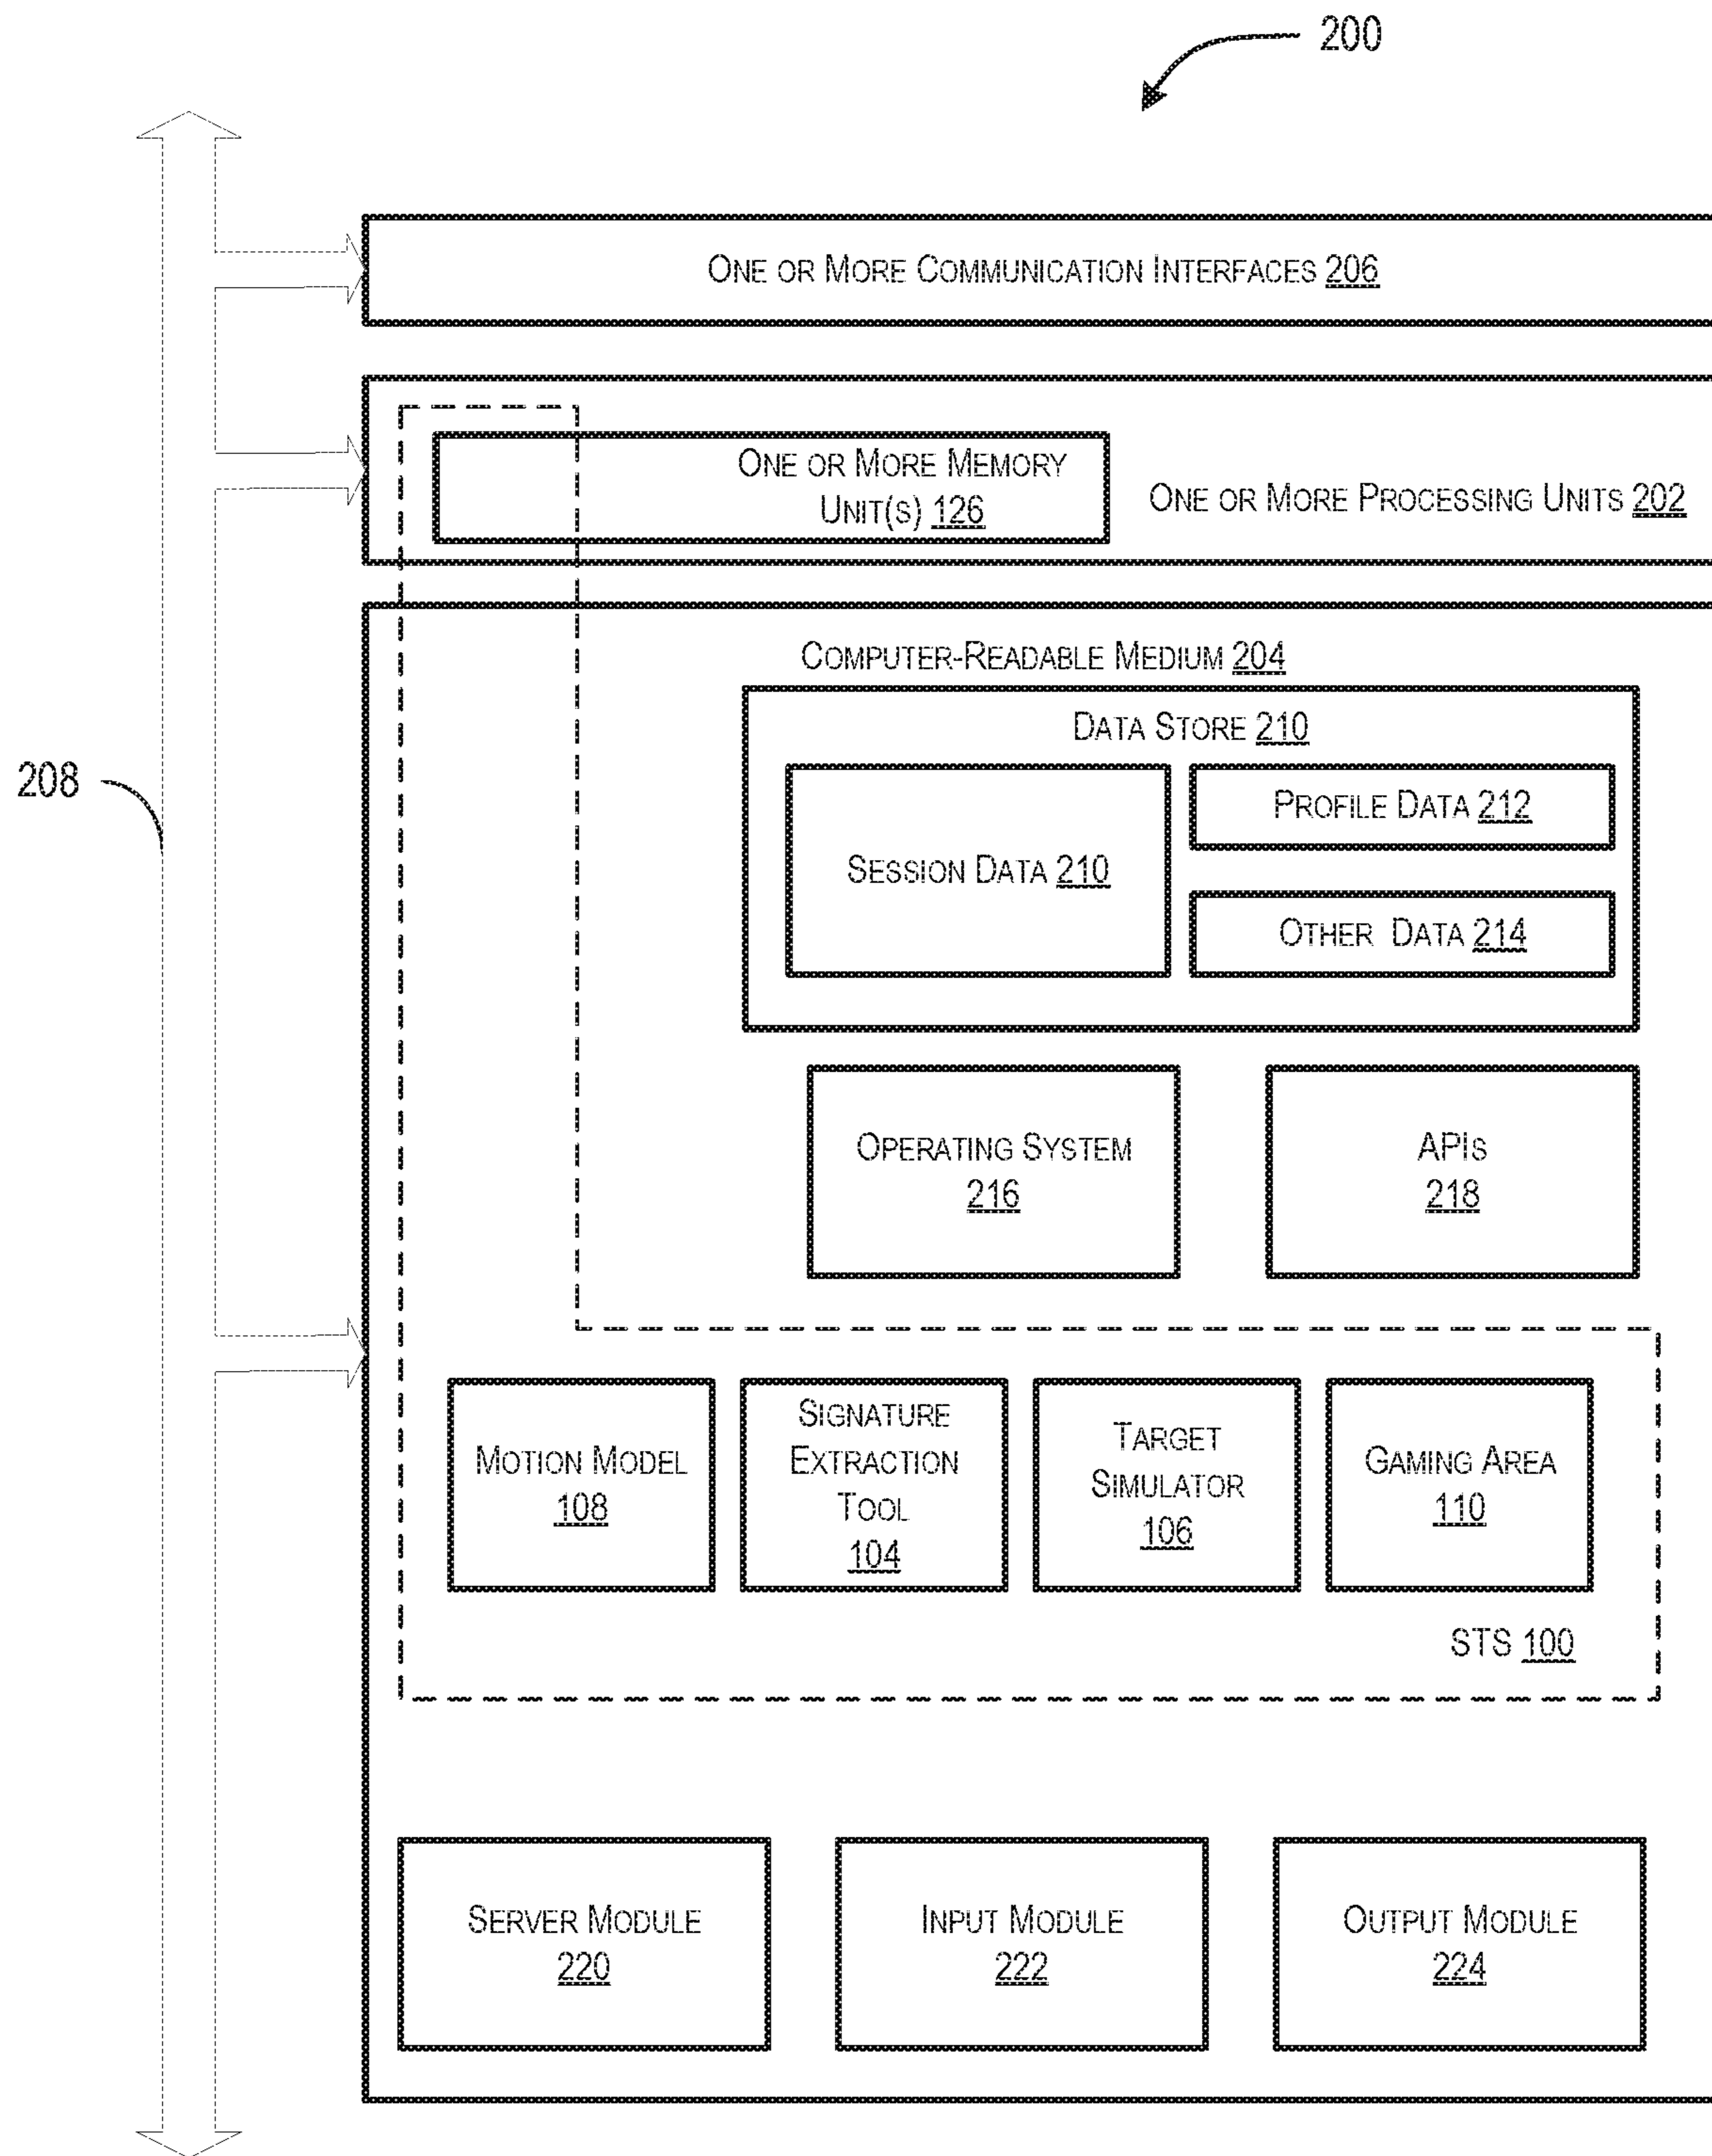 200
ONE OR MORE COMMUNICATION INTERFACES 206
ONE OR MORE MEMORY
UNIT(S) 126
ONE OR MORE PROCESSING UNITS 202
COMPUTER-READABLE MEDIUM 204
DATA STORE 210
SESSION DATA 210
PROFILE DATA 212
OTHER DATA 214
208
OPERATING SYSTEM
216
APIS
218
MOTION MODEL
108
SIGNATURE
EXTRACTION
TOOL
104
TARGET
SIMULATOR
106
GAMING AREA
110
STS 100
SERVER MODULE
220
INPUT MODULE
222
OUTPUT MODULE
224